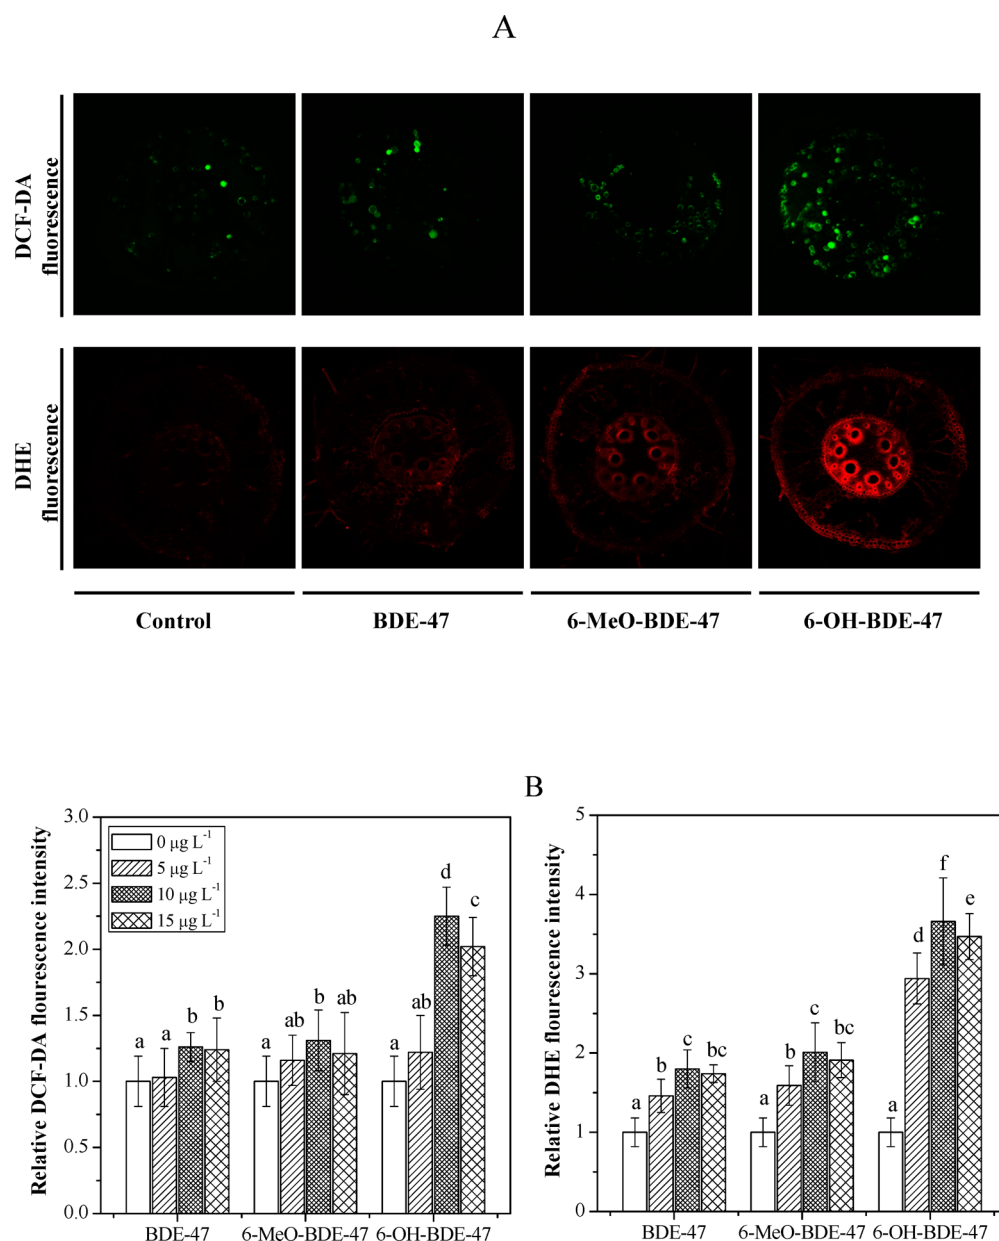 A
DCF-DA
fluorescence
DHE
fluorescence
Control
BDE-47
6-MeO-BDE-47
6-OH-BDE-47
B
Relative DCF-DA flourescence intensity
3.0
2.5
2.0
1.5
1.0
0.5
0.0
0 μg L⁻¹
5 μg L⁻¹
10 μg L⁻¹
15 μg L⁻¹
a a b b
a ab b ab
a ab d c
BDE-47 6-MeO-BDE-47 6-OH-BDE-47
Relative DHE flourescence intensity
5
4
3
2
1
0
a b c bc
a b c bc
a d f e
BDE-47 6-MeO-BDE-47 6-OH-BDE-47